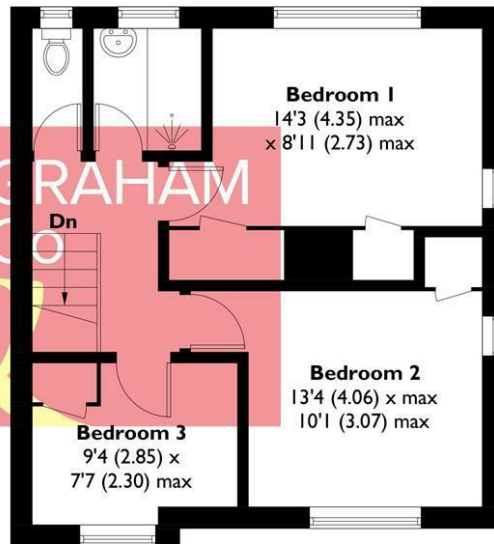 Bedroom 1
14'3 (4.35) max
x 8'11 (2.73) max
GRAHAM
Co
Dn
Bedroom 2
13'4 (4.06) x max
10'1 (3.07) max
Bedroom 3
9'4 (2.85) x
7'7 (2.30) max